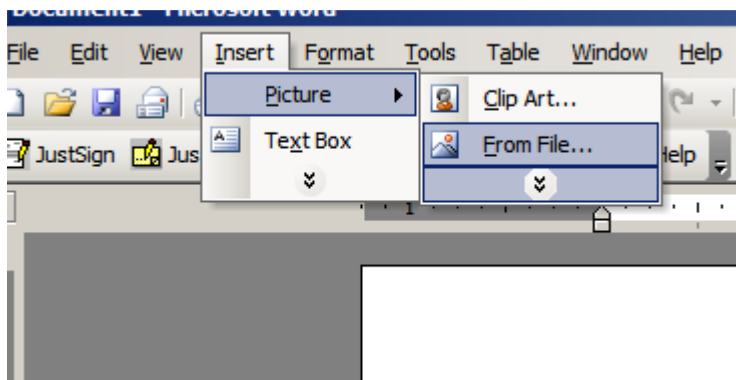 Document1 - Microsoft Word
File Edit View Insert Format Tools Table Window Help
Picture
Clip Art...
JustSign Jus
Text Box
From File...
Help
1
1